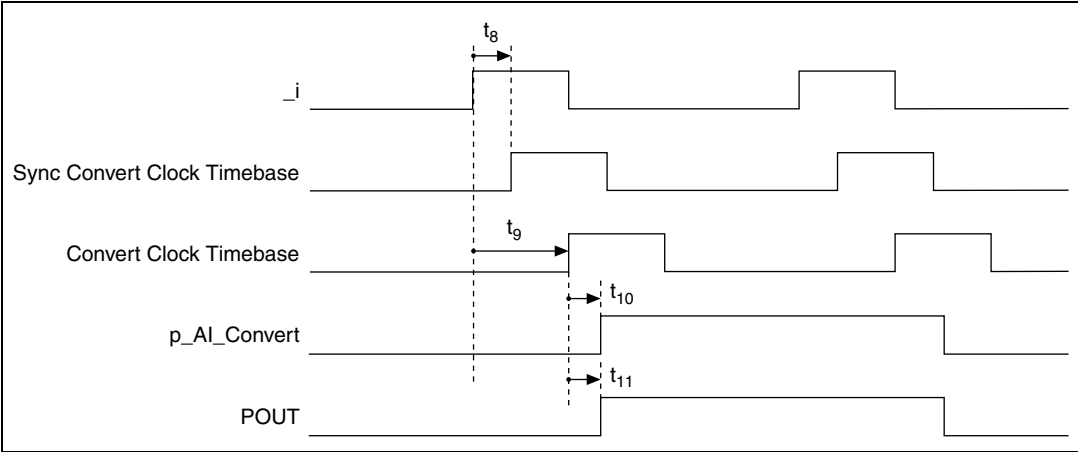 t8
_i
Sync Convert Clock Timebase
t9
Convert Clock Timebase
t10
p_AI_Convert
t11
POUT